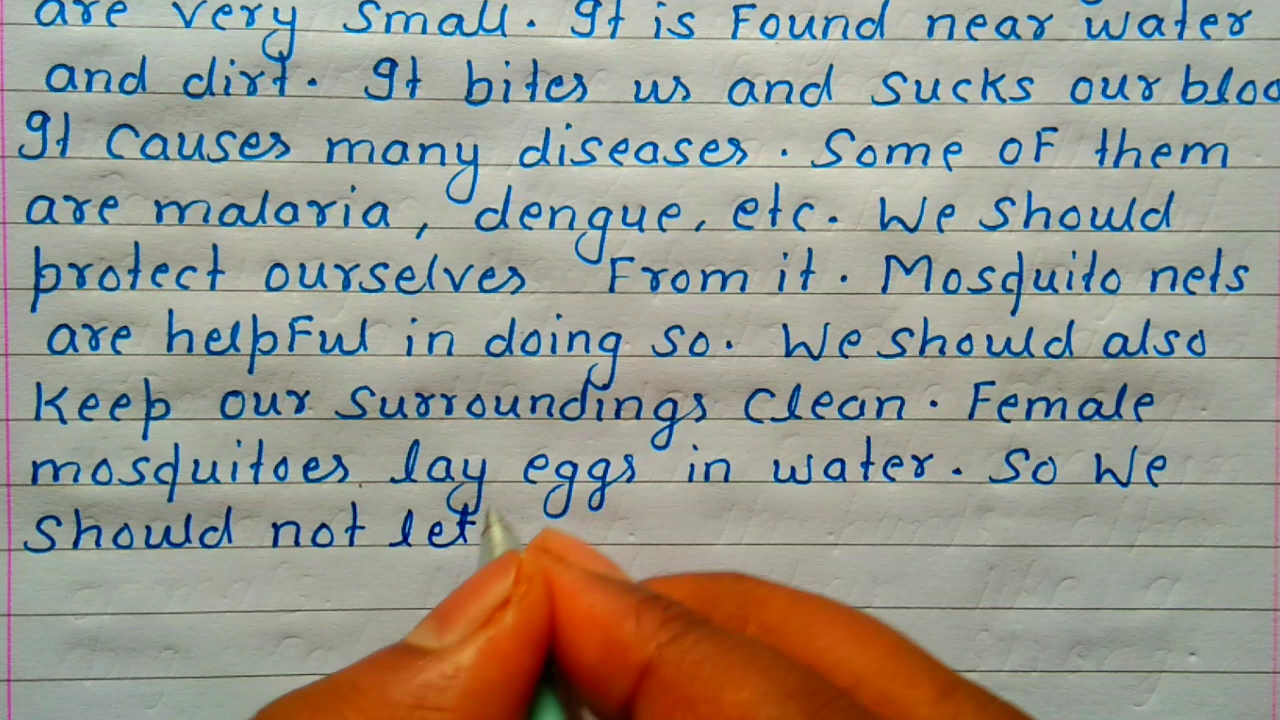 are very small. It is Found near water
and dirt. It bites us and sucks our bloo
It causes many diseases. Some of them
are malaria, dengue, etc. We should
protect ourselves From it. Mosquito nets
are helpful in doing so. We should also
Keep our surroundings clean. Female
mosquitoes lay eggs in water. So We
should not let